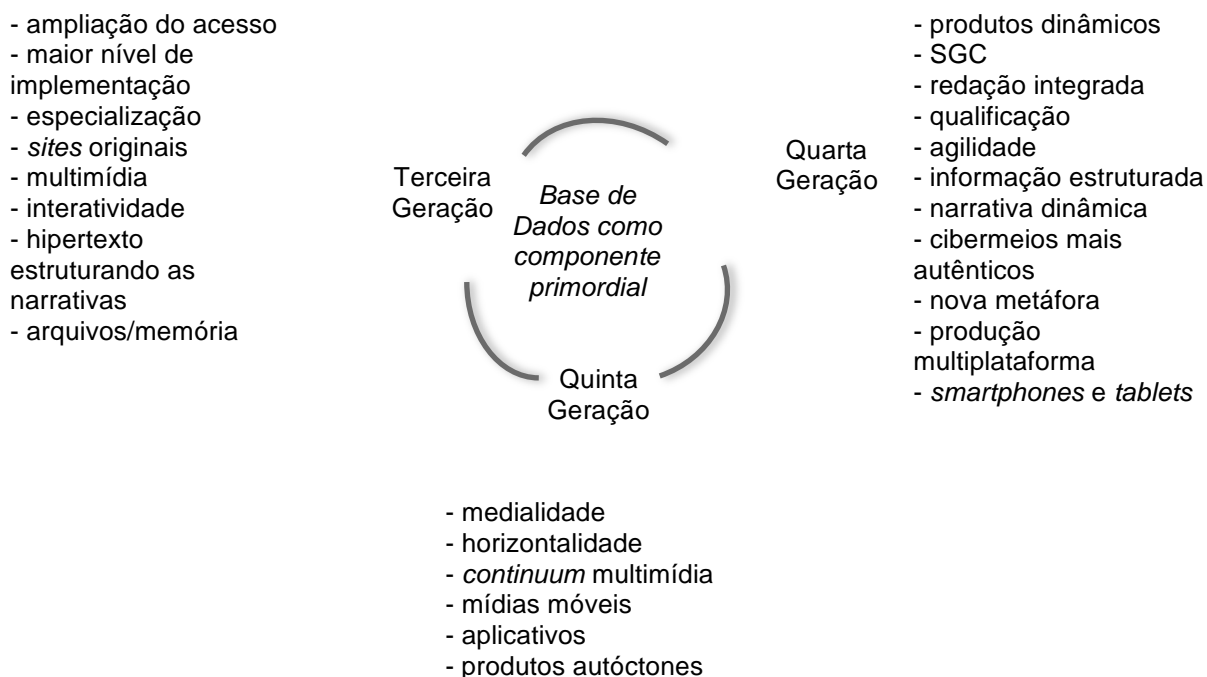 - ampliação do acesso
- maior nível de
implementação
- especialização
- sites originais
- multimídia
- interatividade
- hipertexto
estruturando as
narrativas
- arquivos/memória
Terceira
Geração
Base de
Dados como
componente
primordial
Quarta
Geração
- produtos dinâmicos
- SGC
- redação integrada
- qualificação
- agilidade
- informação estruturada
- narrativa dinâmica
- cibermeios mais
autênticos
- nova metáfora
- produção
multiplataforma
- smartphones e tablets
Quinta
Geração
- medialidade
- horizontalidade
- continuum multimídia
- mídias móveis
- aplicativos
- produtos autóctones